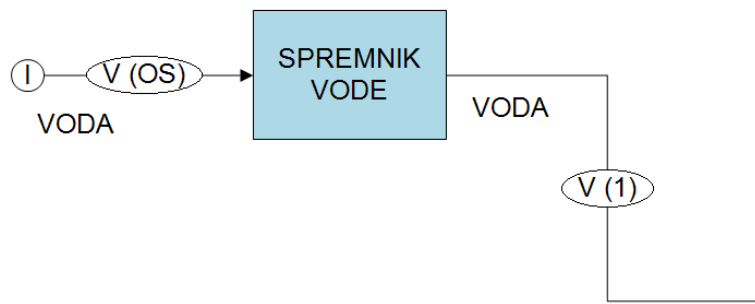 I
V (OS)
VODA
SPREMNIK
VODE
VODA
V (1)